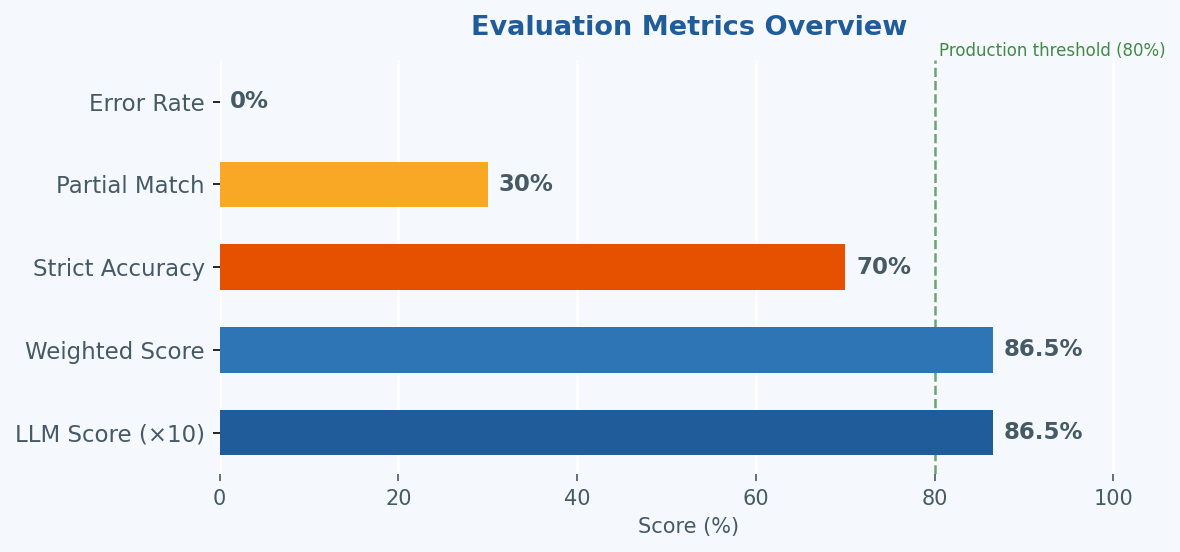 Evaluation Metrics Overview
Production threshold (80%)
Error Rate 0%
Partial Match 30%
Strict Accuracy 70%
Weighted Score 86.5%
LLM Score (×10) 86.5%
0 20 40 60 80 100
Score (%)